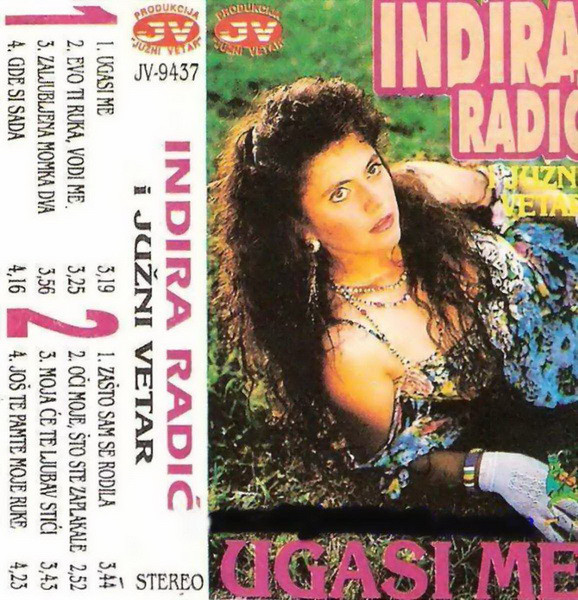 1
1. UGASI ME 3,19
2. EVO TI RUKA, VODI ME 3,25
3. ZALJUBLJENA MOMKA DVA 3,56
4. GDE SI SADA 4,16
2
1. ZAŠTO SAM SE RODILA 3,44
2. OČI MOJE, ŠTO STE ZAPLAKALE 2,52
3. MOJA ĆE TE LJUBAV STIĆI 3,43
4. JOŠ TE PAMTE MOJE RUKE 4,23
PRODUKCIJA
JV
JUŽNI VETAR
JV-9437
INDIRA RADIĆ
i JUŽNI VETAR
STEREO
PRODUKCIJA
JV
JUŽNI VETAR
INDIRA
RADIĆ
I JUŽNI
VETAR
UGASI ME